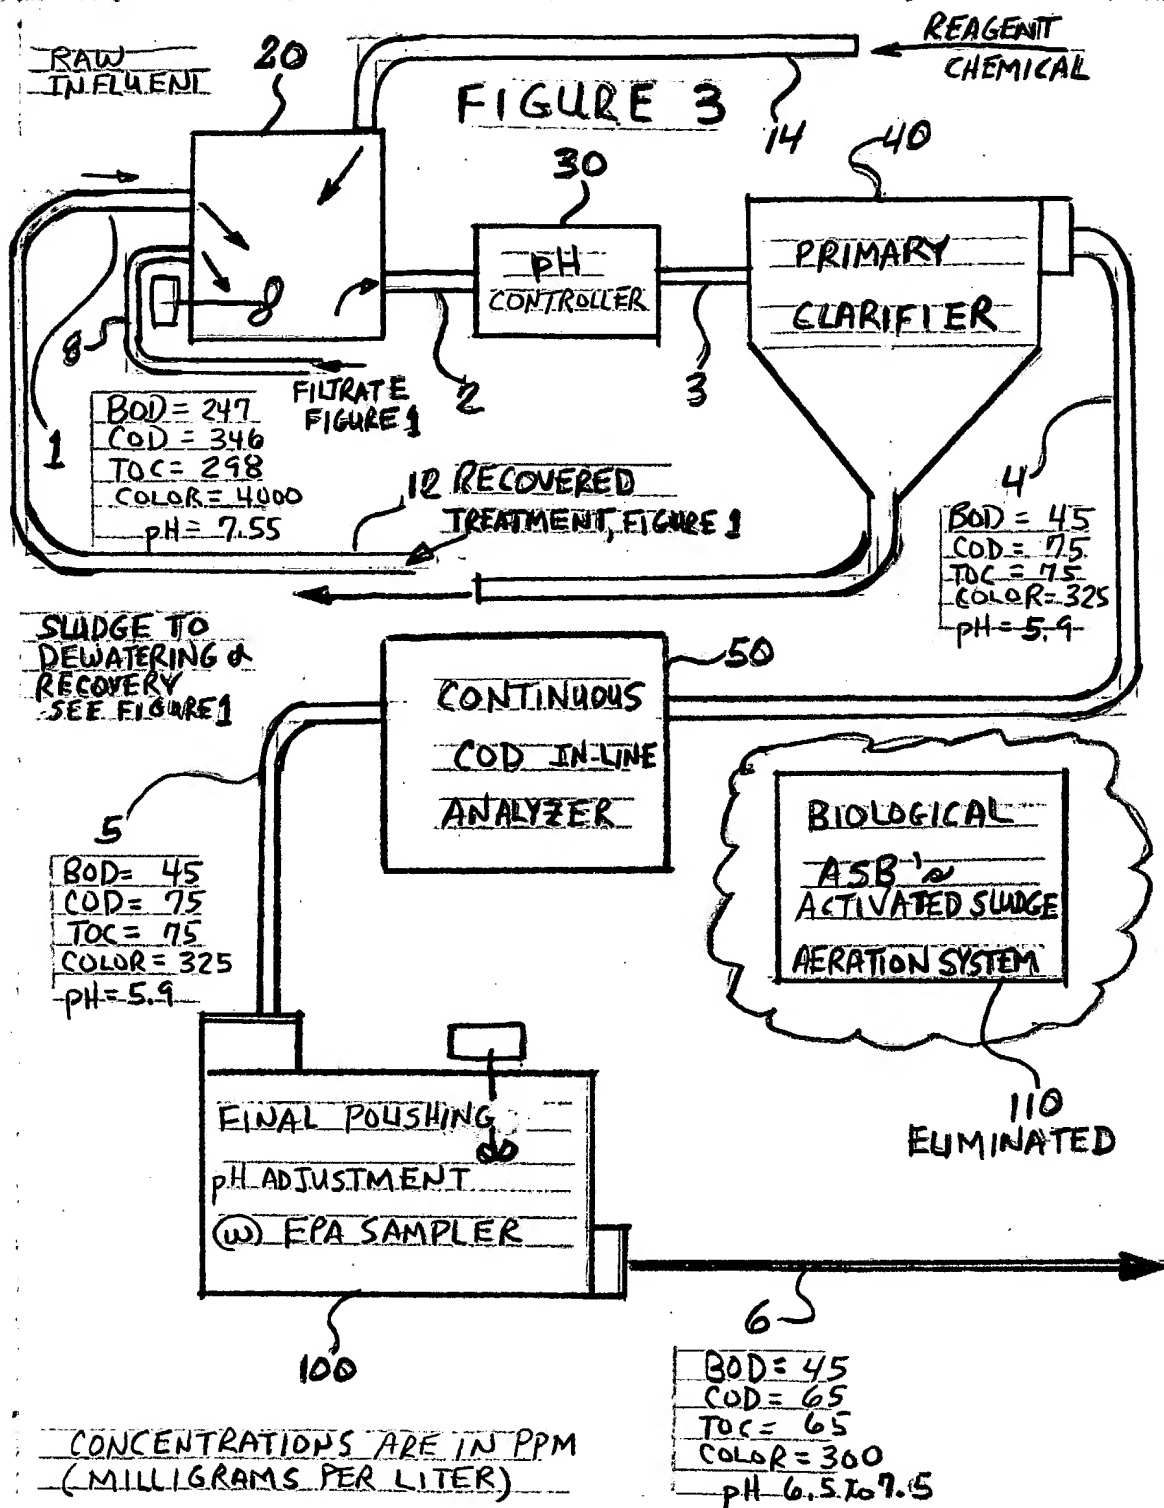 RAW
INFLUENT
20
REAGENT
CHEMICAL
FIGURE 3
14
40
30
pH
CONTROLLER
PRIMARY
CLARIFIER
8
FILTRATE
FIGURE 1
2
3
1
BOD = 247
COD = 346
TOC = 298
COLOR = 4000
pH = 7.55
12 RECOVERED
TREATMENT, FIGURE 1
4
BOD = 45
COD = 75
TOC = 75
COLOR = 325
pH = 5.9
SLUDGE TO
DEWATERING &
RECOVERY
SEE FIGURE 1
50
CONTINUOUS
COD IN-LINE
ANALYZER
5
BOD = 45
COD = 75
TOC = 75
COLOR = 325
pH = 5.9
BIOLOGICAL
ASB's
ACTIVATED SLUDGE
AERATION SYSTEM
110
ELIMINATED
FINAL POLISHING
pH ADJUSTMENT
(W) EPA SAMPLER
100
6
BOD = 45
COD = 65
TOC = 65
COLOR = 300
pH 6.5 To 7.5
CONCENTRATIONS ARE IN PPM
(MILLIGRAMS PER LITER)